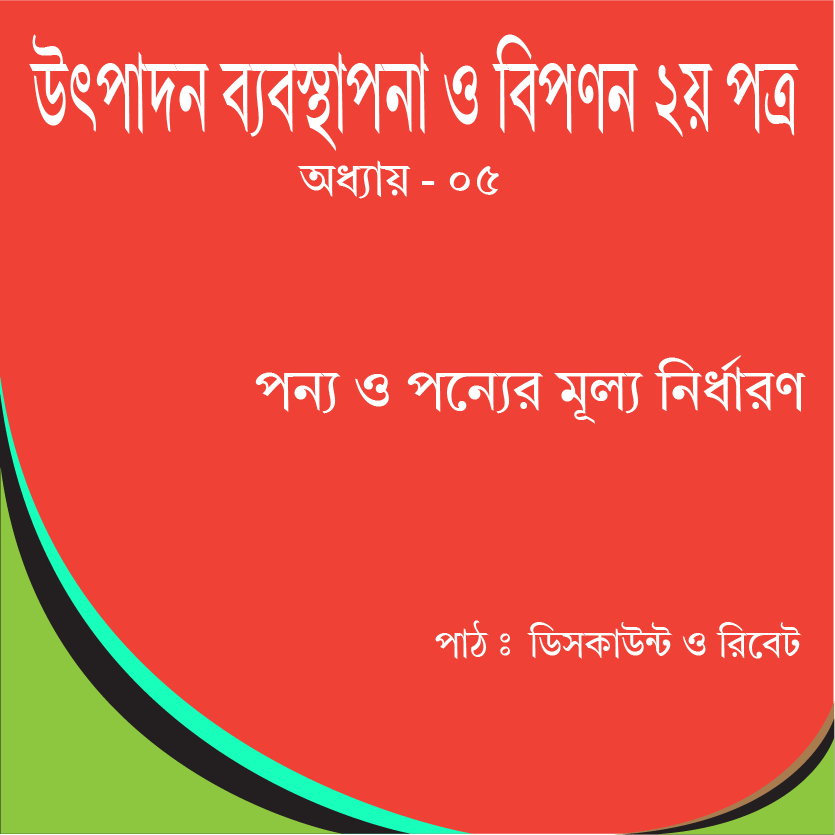 উৎপাদন ব্যবস্থাপনা ও বিপণন ২য় পত্র
অধ্যায় - ০৫
পন্য ও পন্যের মূল্য নির্ধারণ
পাঠ ঃ ডিসকাউন্ট ও রিবেট